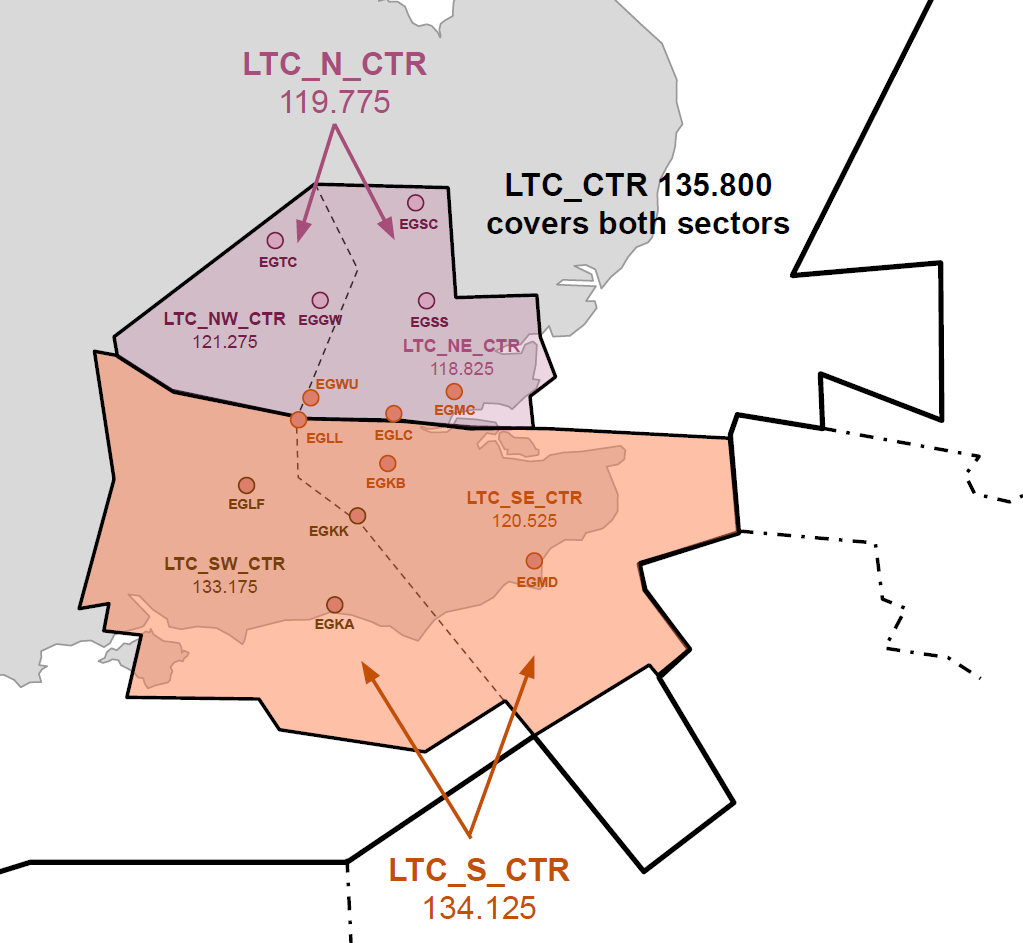 LTC_N_CTR
119.775
LTC_CTR 135.800
covers both sectors
EGSC
EGTC
LTC_NW_CTR
121.275
EGGW
EGSS
LTC_NE_CTR
118.825
EGWU
EGMC
EGLL
EGLC
EGKB
EGLF
LTC_SE_CTR
120.525
EGKK
LTC_SW_CTR
133.175
EGMD
EGKA
LTC_S_CTR
134.125